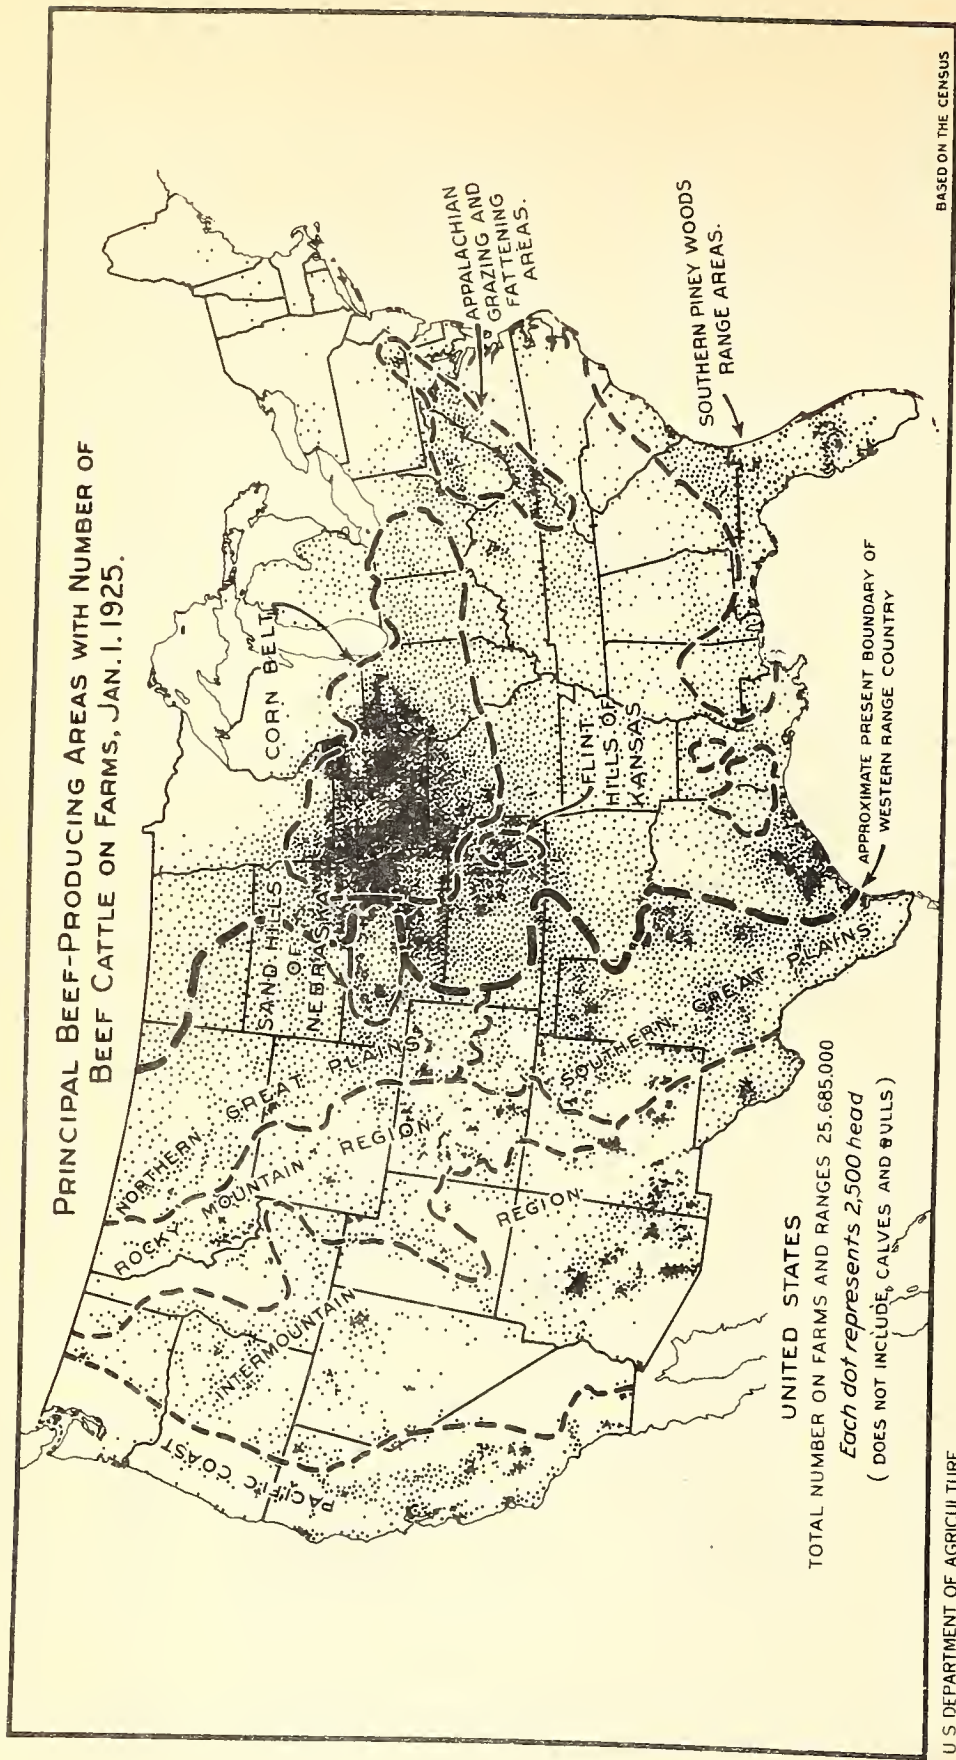 PRINCIPAL BEEF-PRODUCING AREAS WITH NUMBER OF
BEEF CATTLE ON FARMS, JAN. 1. 1925.
CORN BELT
SAND HILLS
OF
NEBRASKA
NORTHERN GREAT PLAINS
ROCKY MOUNTAIN REGION
INTERMOUNTAIN REGION
PACIFIC COAST
FLINT
HILLS OF
KANSAS
SOUTHERN GREAT PLAINS
APPALACHIAN
GRAZING AND
FATTENING
AREAS.
SOUTHERN PINEY WOODS
RANGE AREAS.
APPROXIMATE PRESENT BOUNDARY OF
WESTERN RANGE COUNTRY
UNITED STATES
TOTAL NUMBER ON FARMS AND RANGES 25.685.000
Each dot represents 2,500 head
( DOES NOT INCLUDE CALVES AND BULLS )
U S DEPARTMENT OF AGRICULTURE
BASED ON THE CENSUS